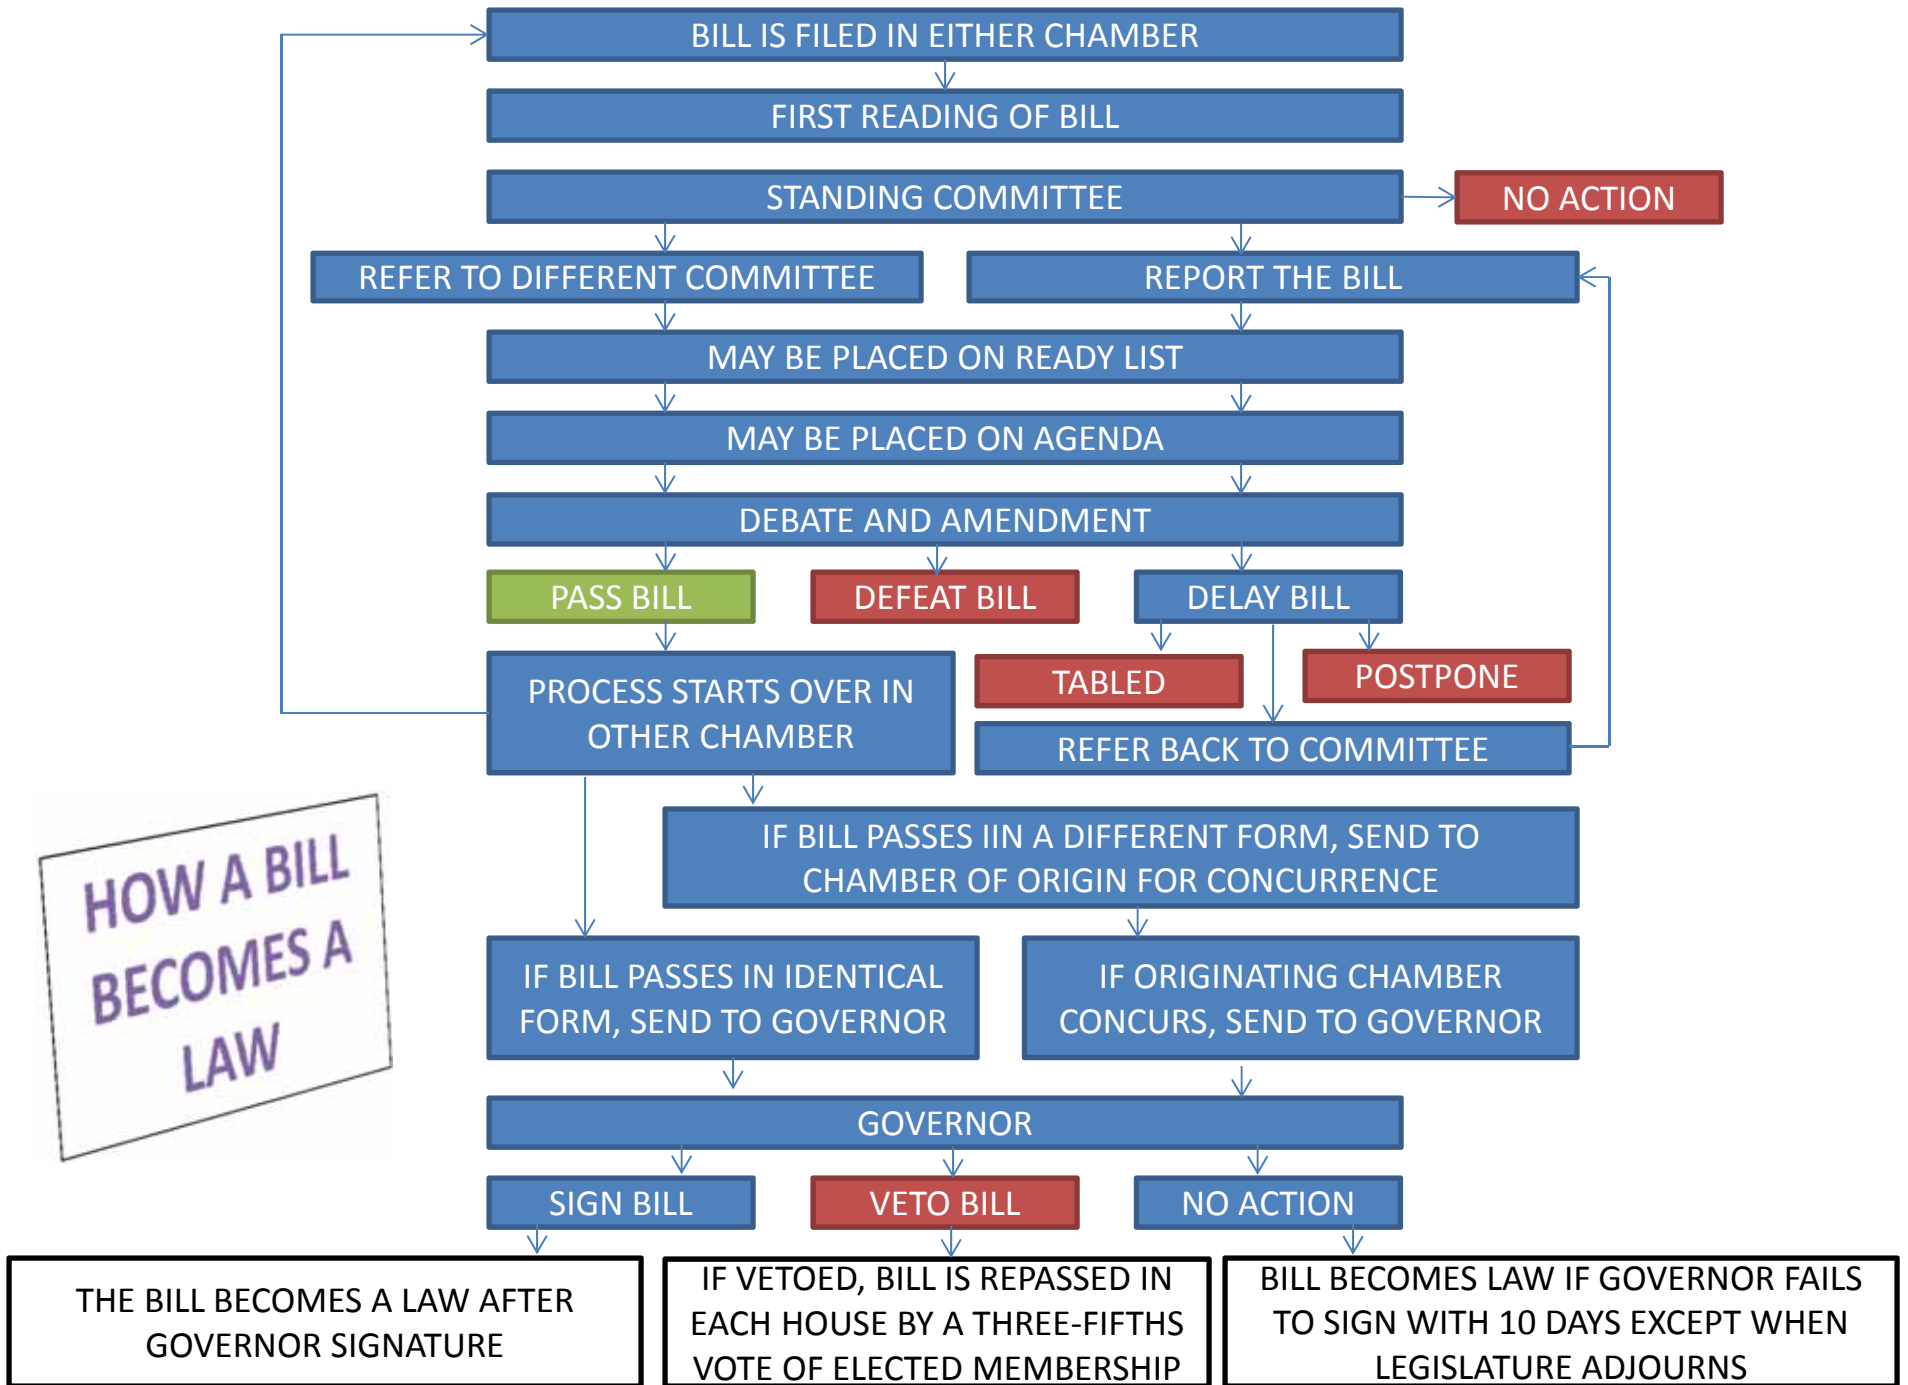 BILL IS FILED IN EITHER CHAMBER
FIRST READING OF BILL
STANDING COMMITTEE
NO ACTION
REFER TO DIFFERENT COMMITTEE
REPORT THE BILL
MAY BE PLACED ON READY LIST
MAY BE PLACED ON AGENDA
DEBATE AND AMENDMENT
PASS BILL
DEFEAT BILL
DELAY BILL
TABLED
POSTPONE
PROCESS STARTS OVER IN
OTHER CHAMBER
REFER BACK TO COMMITTEE
IF BILL PASSES IIN A DIFFERENT FORM, SEND TO
CHAMBER OF ORIGIN FOR CONCURRENCE
HOW A BILL
BECOMES A
LAW
IF BILL PASSES IN IDENTICAL
FORM, SEND TO GOVERNOR
IF ORIGINATING CHAMBER
CONCURS, SEND TO GOVERNOR
GOVERNOR
SIGN BILL
VETO BILL
NO ACTION
THE BILL BECOMES A LAW AFTER
GOVERNOR SIGNATURE
IF VETOED, BILL IS REPASSED IN
EACH HOUSE BY A THREE-FIFTHS
VOTE OF ELECTED MEMBERSHIP
BILL BECOMES LAW IF GOVERNOR FAILS
TO SIGN WITH 10 DAYS EXCEPT WHEN
LEGISLATURE ADJOURNS